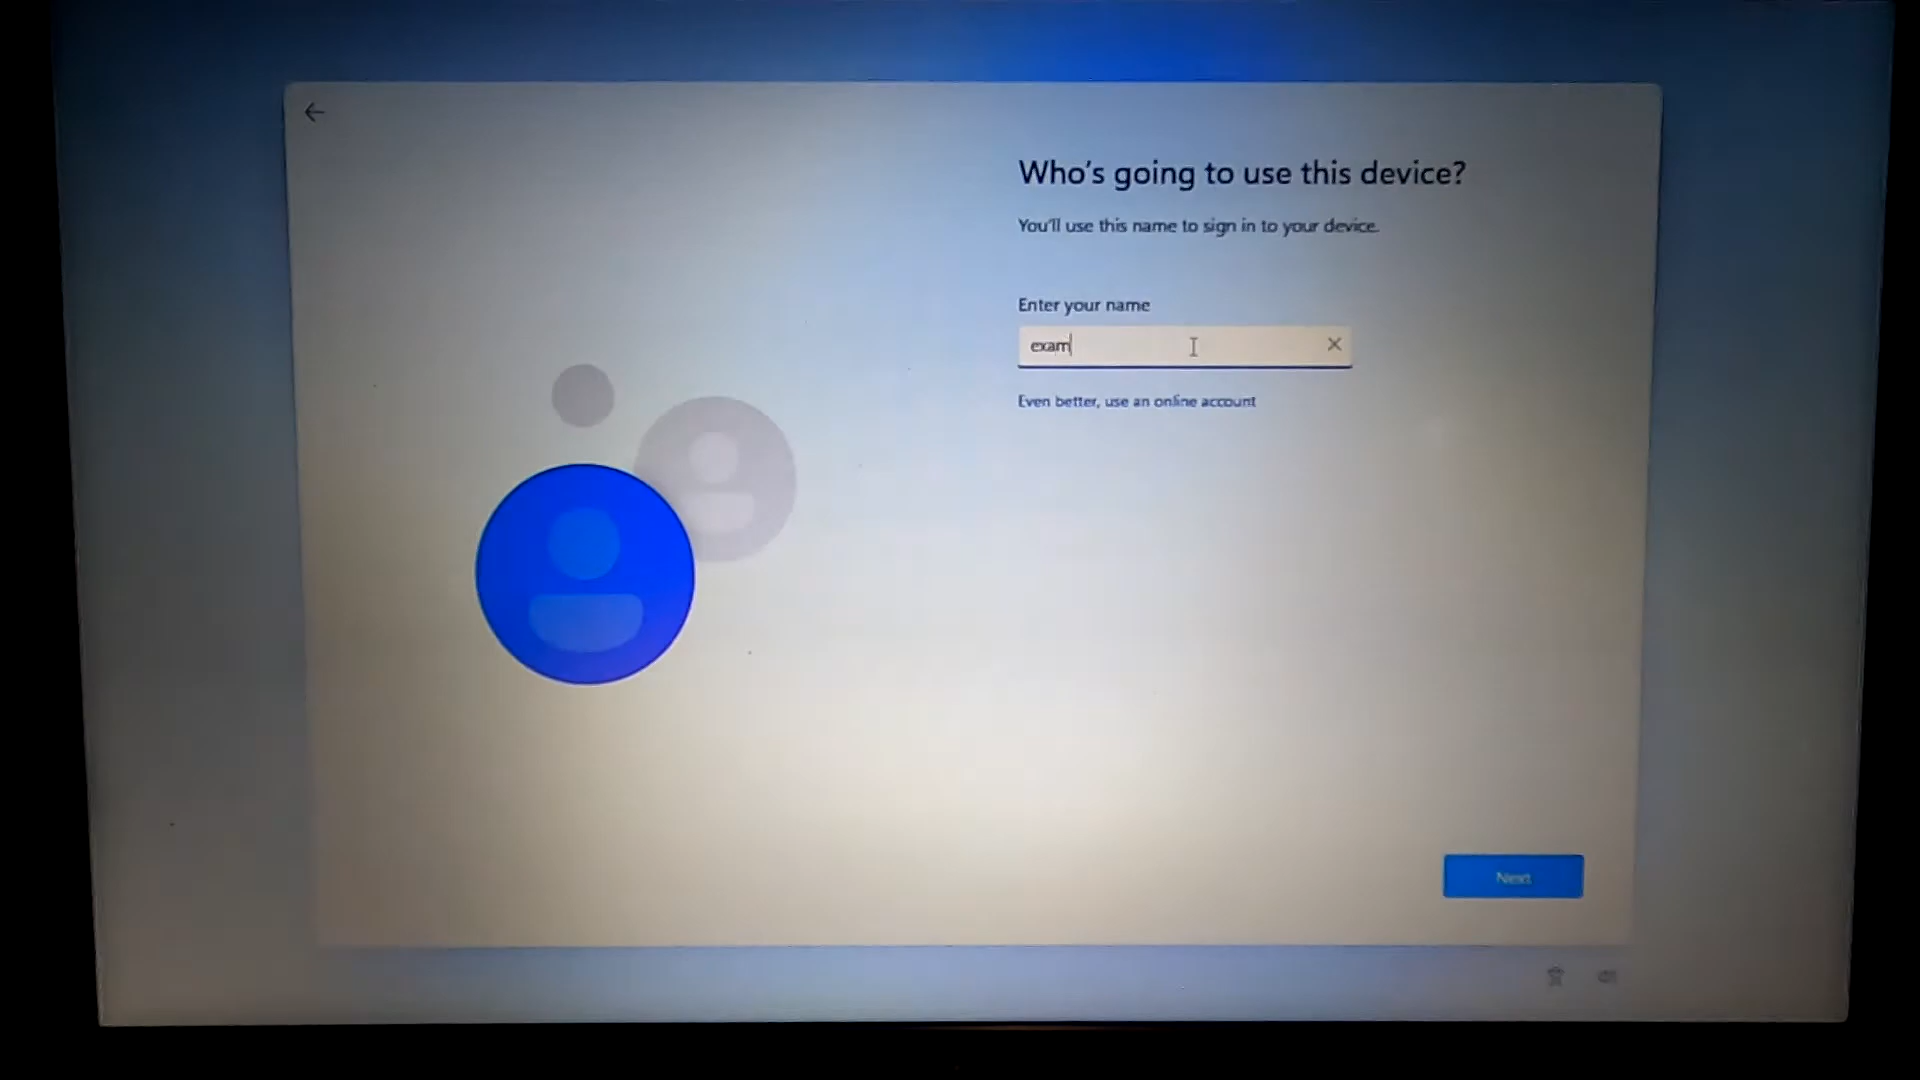 Who's going to use this device?
You'll use this name to sign in to your device.
Enter your name
exam
Even better, use an online account
Next